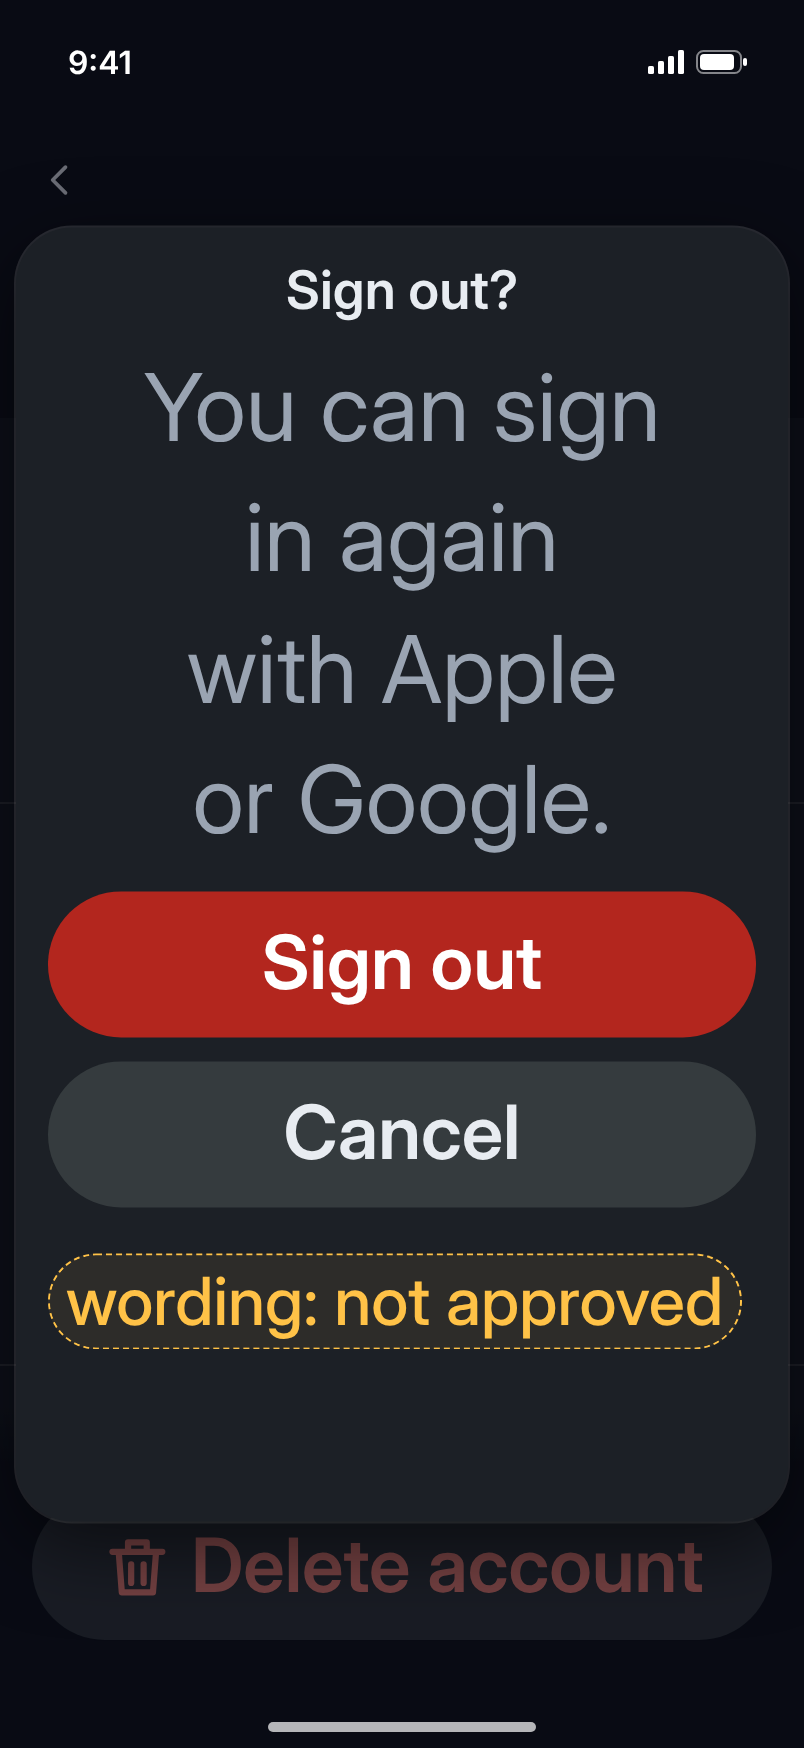 9:41
Sign out?
You can sign
in again
with Apple
or Google.
Sign out
Cancel
wording: not approved
Delete account